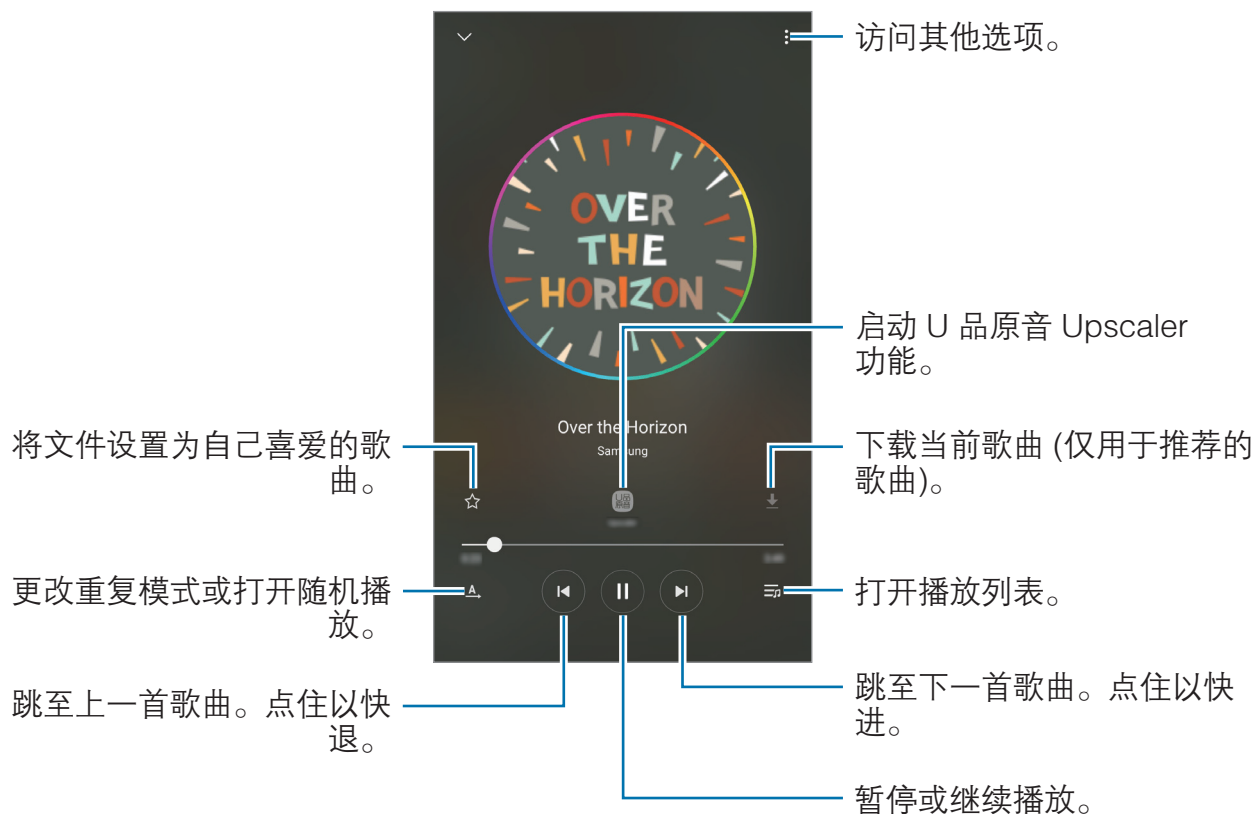 访问其他选项。
OVER
THE
HORIZON
启动 U 品原音 Upscaler
功能。
Over the Horizon
Samsung
将文件设置为自己喜爱的歌
曲。
下载当前歌曲 (仅用于推荐的
歌曲)。
更改重复模式或打开随机播
放。
A
打开播放列表。
跳至上一首歌曲。点住以快
退。
跳至下一首歌曲。点住以快
进。
暂停或继续播放。